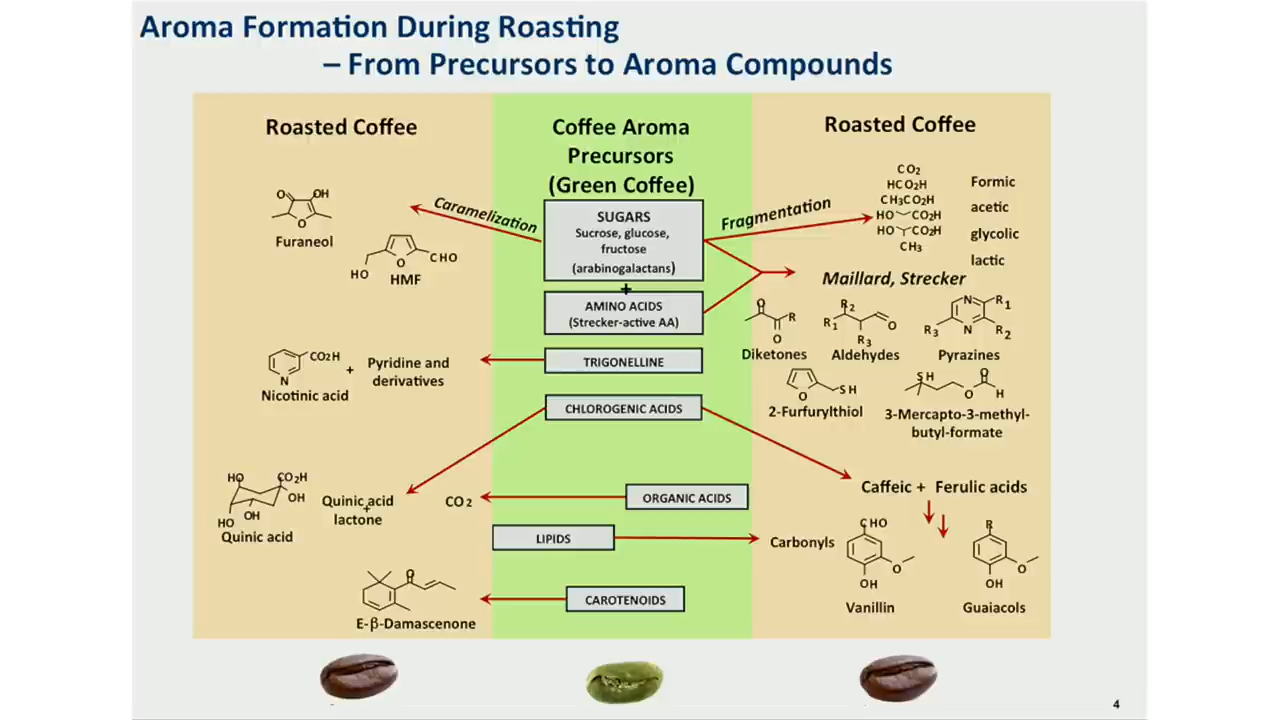 Aroma Formation During Roasting
– From Precursors to Aroma Compounds
Roasted Coffee
Coffee Aroma
Precursors
(Green Coffee)
Roasted Coffee
O
OH
O
Furaneol
HO
O
CHO
HMF
Caramelization
SUGARS
Sucrose, glucose,
fructose
(arabinogalactans)
+
AMINO ACIDS
(Strecker-active AA)
Fragmentation
CO2
HCO2H
CH3CO2H
HO CO2H
HO CO2H
CH3
Formic
acetic
glycolic
lactic
Maillard, Strecker
O
R
O
Diketones
R2
R1
O
R3
Aldehydes
N
R1
R3
N
R2
Pyrazines
CO2H
N
Nicotinic acid
+
Pyridine and
derivatives
TRIGONELLINE
O
SH
2-Furfurylthiol
SH
O
O
H
3-Mercapto-3-methyl-
butyl-formate
CHLOROGENIC ACIDS
HO
CO2H
OH
OH
HO
Quinic acid
Quinic acid
+
lactone
CO2
ORGANIC ACIDS
Caffeic + Ferulic acids
LIPIDS
Carbonyls
CHO
O
OH
Vanillin
R
O
OH
Guaiacols
O
E-β-Damascenone
CAROTENOIDS
4